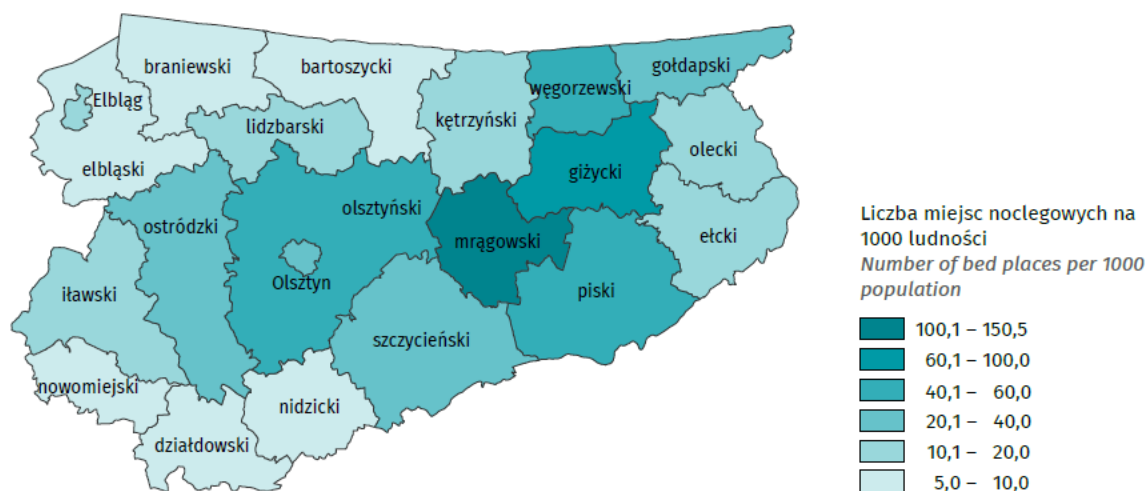 gołdapski
braniewski
bartoszycki
węgorzewski
Elbląg
kętrzyński
lidzbarski
olecki
elbląski
giżycki
olsztyński
ostródzki
mrągowski
ełcki
iławski
Olsztyn
piski
szczycieński
nowomiejski
nidzicki
działdowski
Liczba miejsc noclegowych na
1000 ludności
Number of bed places per 1000
population
100,1 – 150,5
60,1 – 100,0
40,1 – 60,0
20,1 – 40,0
10,1 – 20,0
5,0 – 10,0